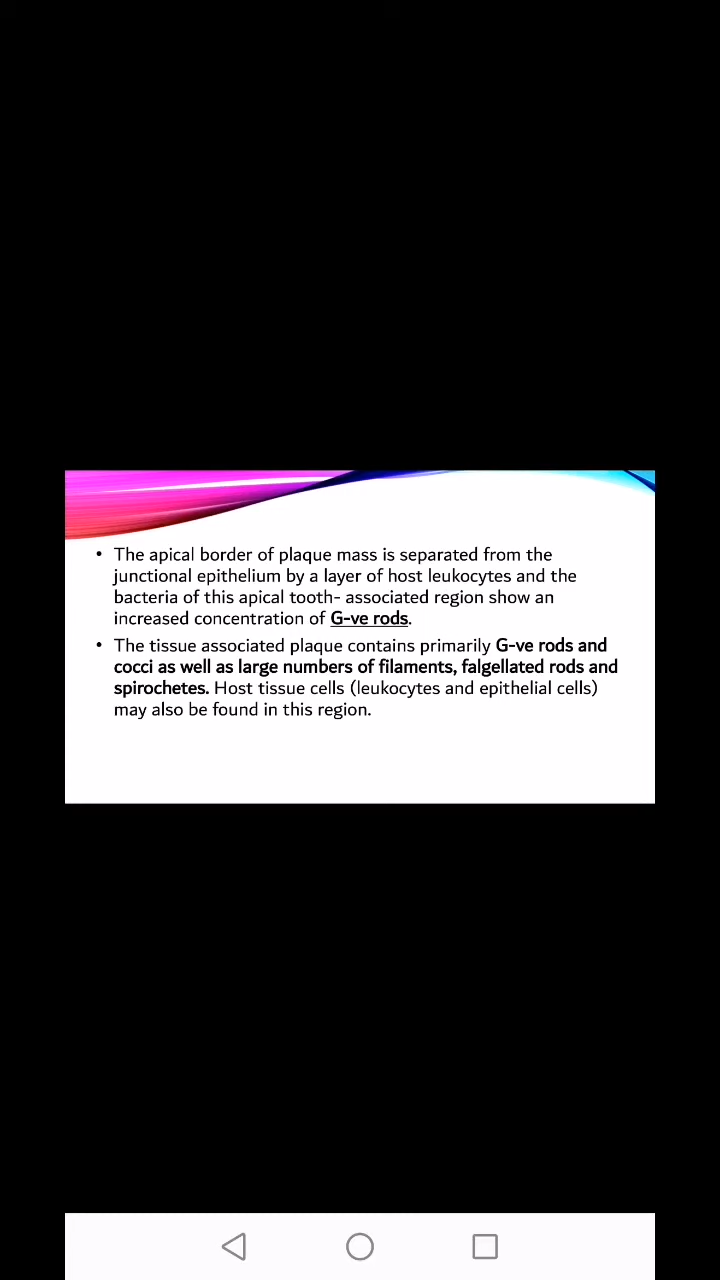 • The apical border of plaque mass is separated from the
junctional epithelium by a layer of host leukocytes and the
bacteria of this apical tooth- associated region show an
increased concentration of G-ve rods.
• The tissue associated plaque contains primarily G-ve rods and
cocci as well as large numbers of filaments, falgellated rods and
spirochetes. Host tissue cells (leukocytes and epithelial cells)
may also be found in this region.